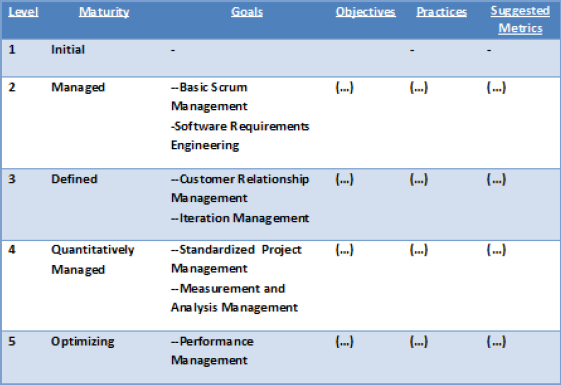 Level Maturity Goals Objectives Practices Suggested
Metrics
1 Initial - - -
2 Managed --Basic Scrum (...) (...) (...)
Management
-Software Requirements
Engineering
3 Defined --Customer Relationship (...) (...) (...)
Management
--Iteration Management
4 Quantitatively --Standardized Project (...) (...) (...)
Managed Management
--Measurement and
Analysis Management
5 Optimizing --Performance (...) (...) (...)
Management